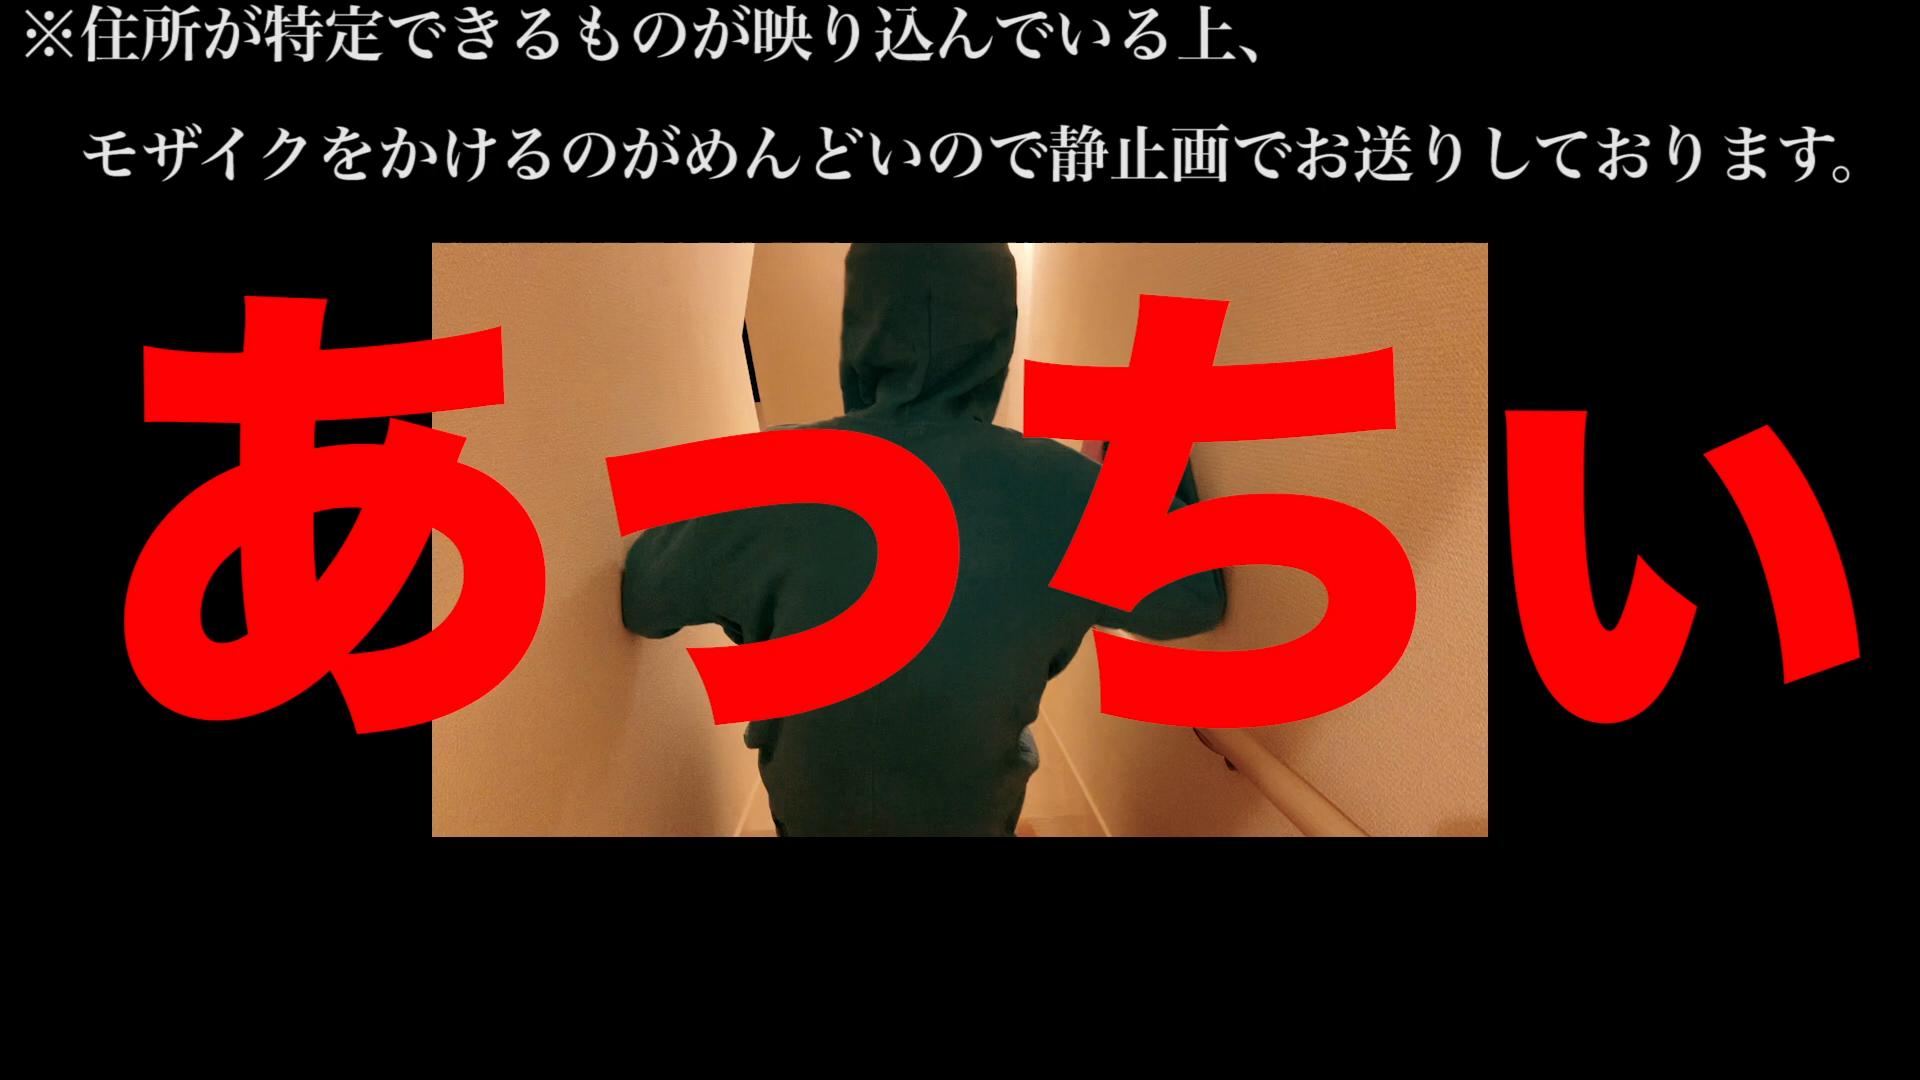 ※住所が特定できるものが映り込んでいる上、
モザイクをかけるのがめんどいので静止画でお送りしております。
あっちい